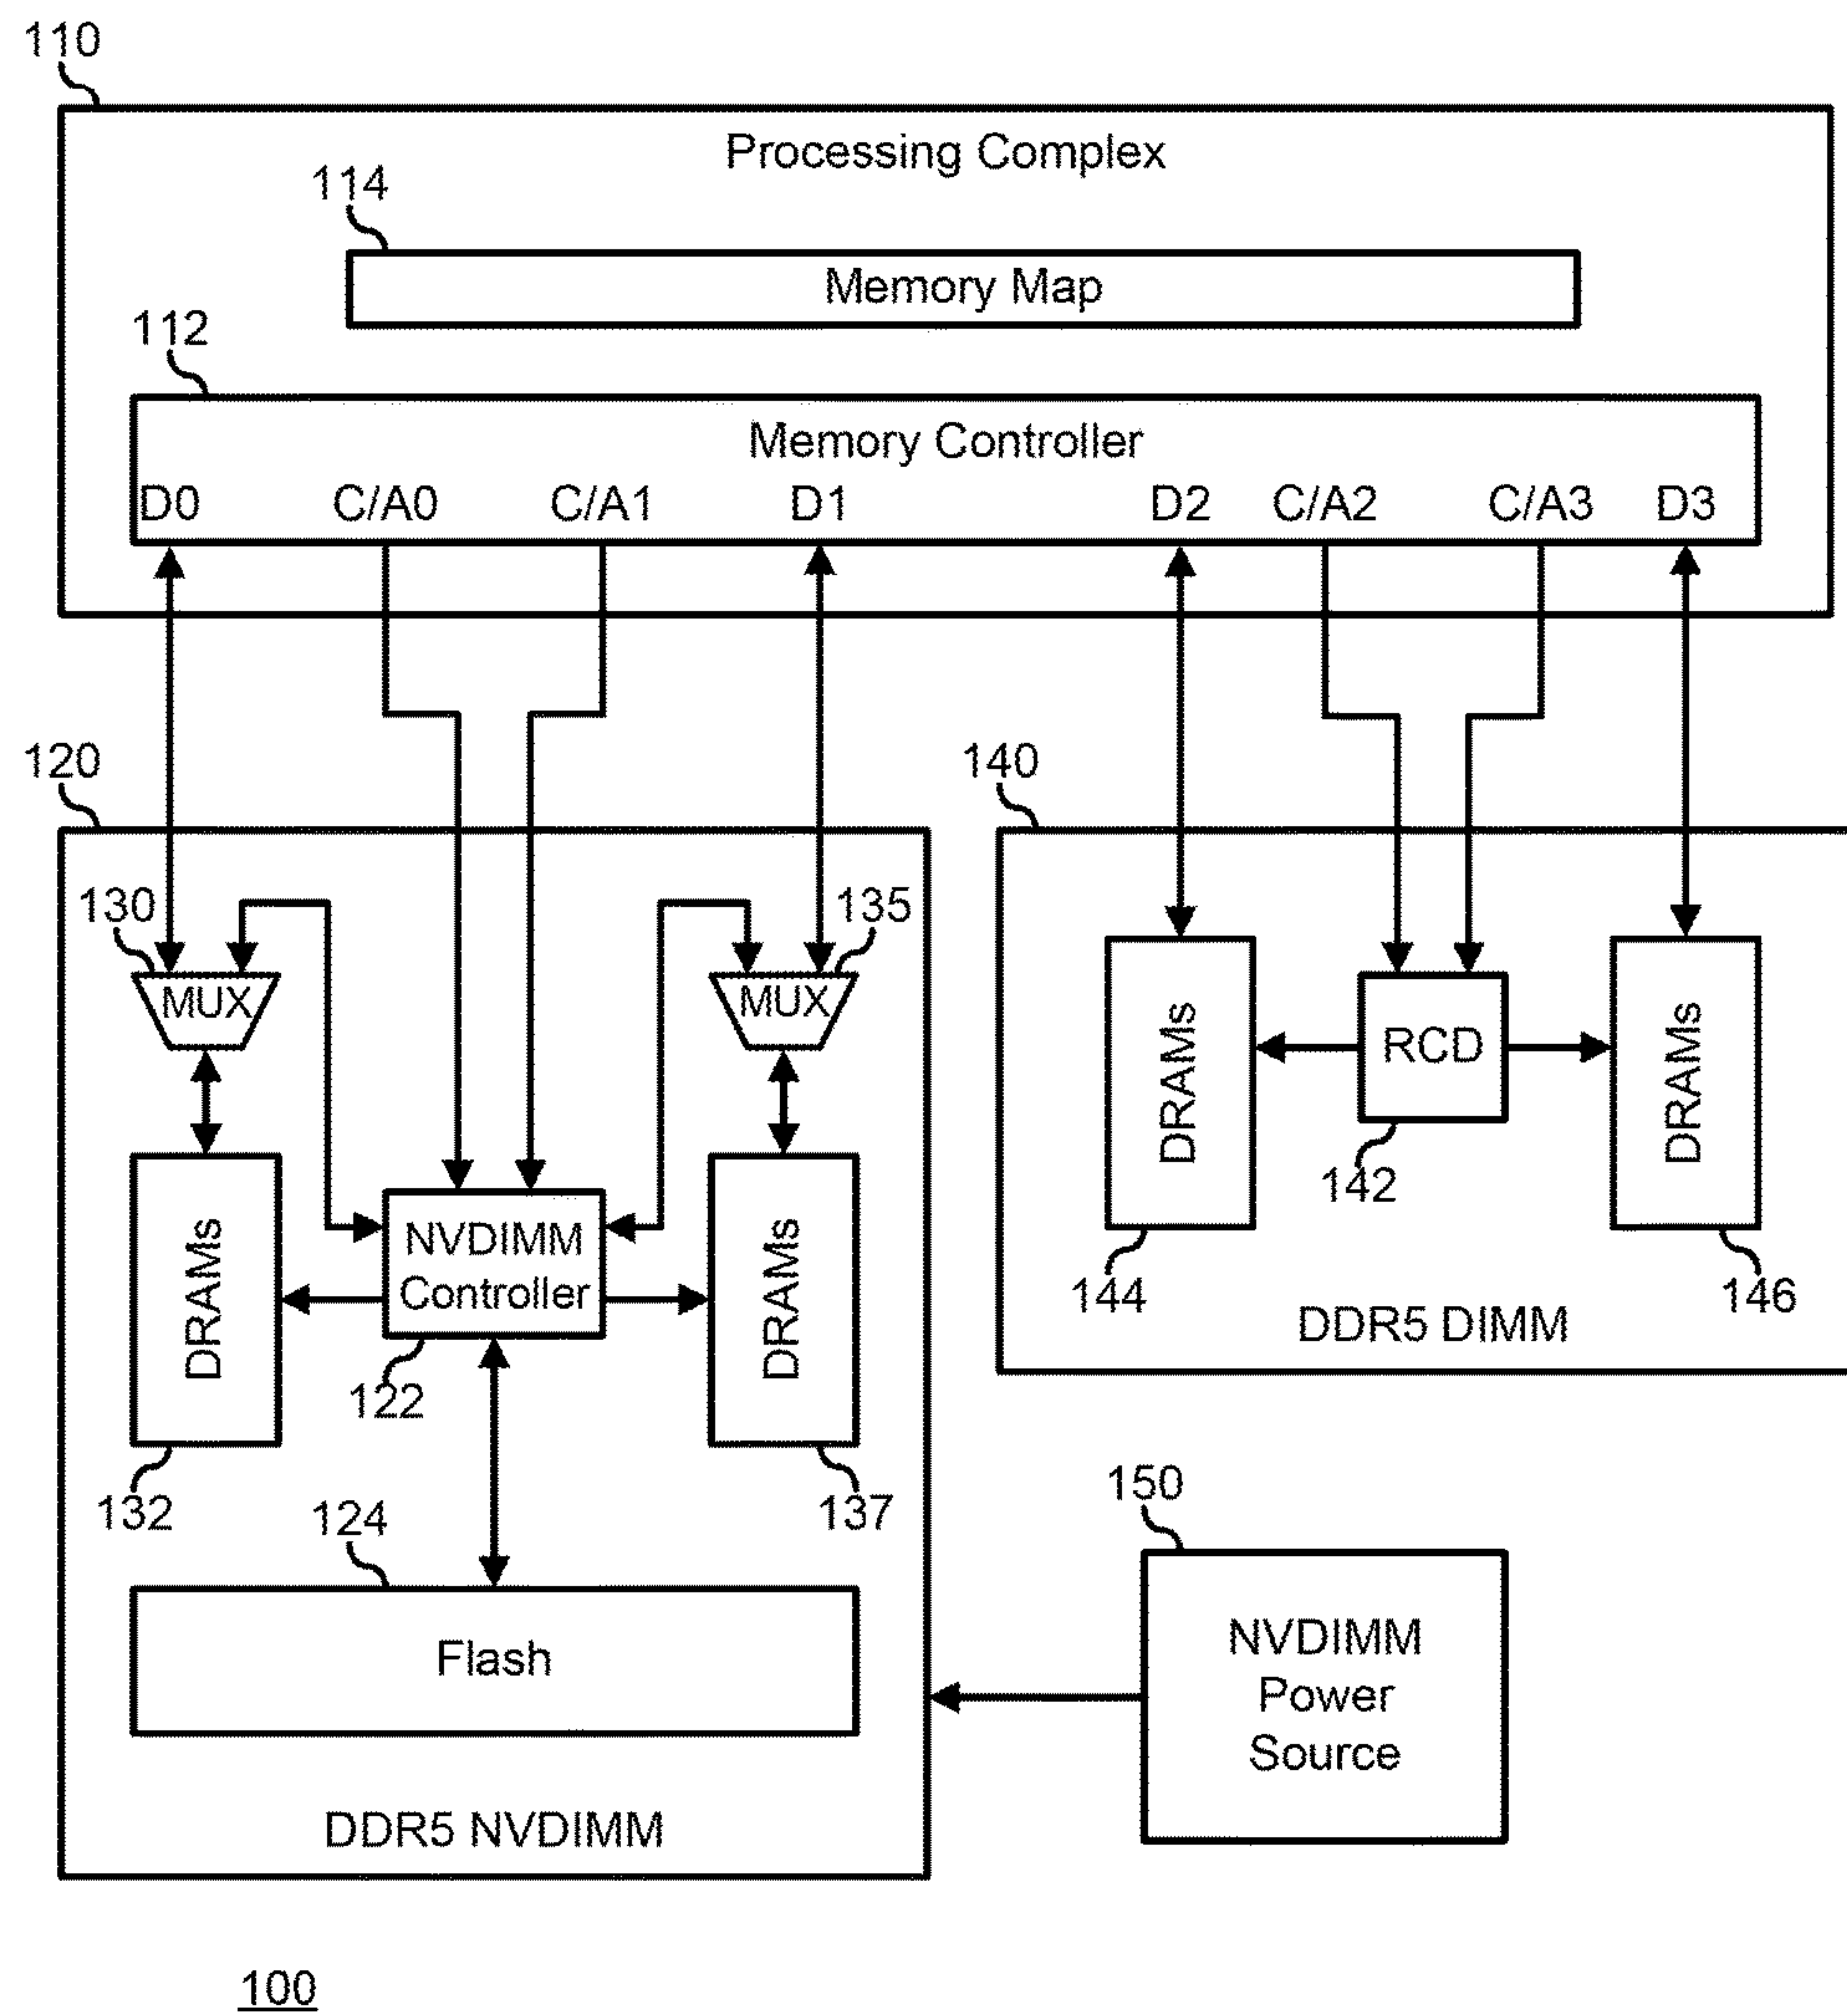 110
Processing Complex
114
Memory Map
112
Memory Controller
D0 C/A0 C/A1 D1 D2 C/A2 C/A3 D3
120
140
130
135
MUX
MUX
DRAMs
RCD
DRAMs
142
144
146
DDR5 DIMM
DRAMs
NVDIMM
Controller
DRAMs
122
132
137
124
Flash
DDR5 NVDIMM
150
NVDIMM
Power
Source
100